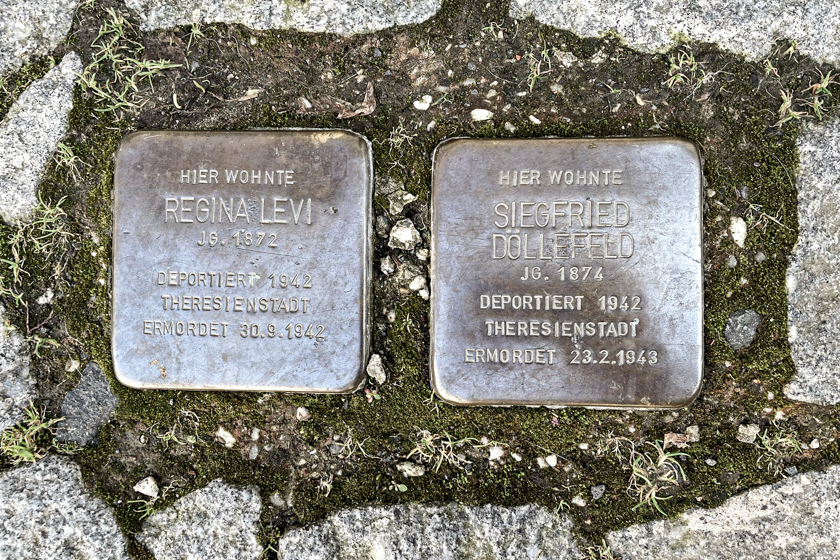 HIER WOHNTE
REGINA LEVI
JG. 1872
DEPORTIERT 1942
THERESIENSTADT
ERMORDET 30.9.1942
HIER WOHNTE
SIEGFRIED
DÖLLEFELD
JG. 1874
DEPORTIERT 1942
THERESIENSTADT
ERMORDET 23.2.1943